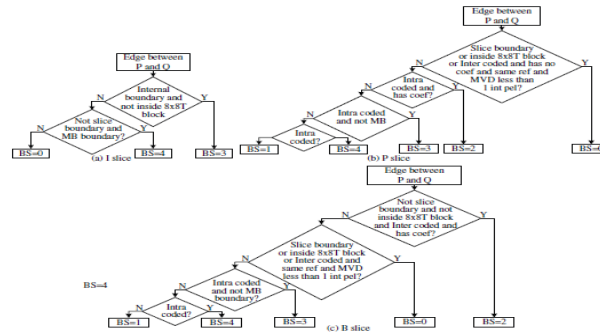 Edge between
P and Q
Internal
boundary and
not inside 8x8T
block
N
Y
Not slice
boundary and
MB boundary?
N
Y
BS=0
BS=4
BS=3
(a) I slice
Edge between
P and Q
Slice boundary
or inside 8x8T block
or Inter coded and has no
coef and same ref and
MVD less than
1 int pel?
N
Y
Intra
coded and
has coef?
N
Y
Intra coded
and not MB
N
Y
Intra
coded?
N
Y
BS=1
BS=4
BS=3
BS=2
(b) P slice
Edge between
P and Q
Not slice
boundary and not
inside 8x8T block
and Inter coded and
has coef?
N
Y
Slice boundary
or inside 8x8T block
or Inter coded and
same ref and MVD
less than 1 int pel?
N
Y
BS=4
Intra coded
and not MB
boundary?
N
Y
Intra
coded?
N
Y
BS=1
BS=4
BS=3
BS=0
BS=2
(c) B slice